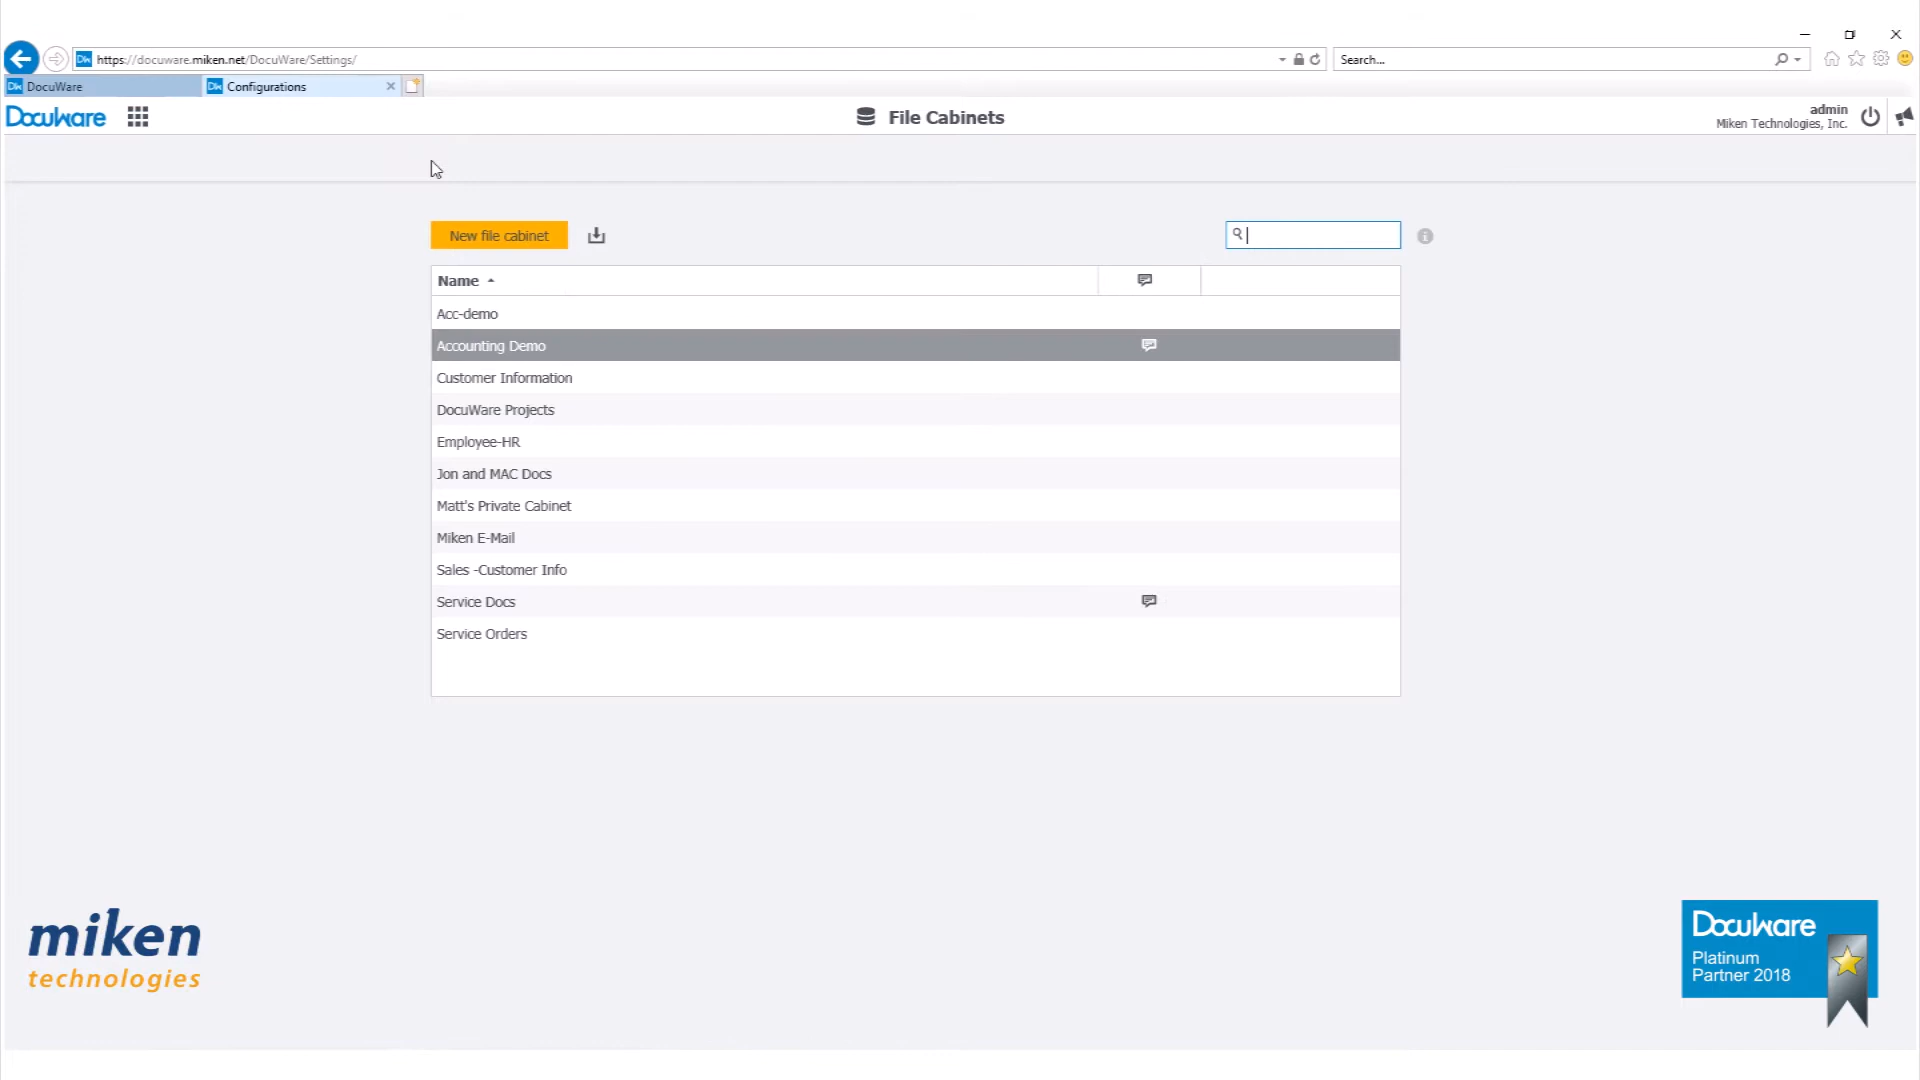 https://docuware.miken.net/DocuWare/Settings/
Search...
DocuWare
Configurations
DocuWare
File Cabinets
admin
Miken Technologies, Inc.
New file cabinet
Name
Acc-demo
Accounting Demo
Customer Information
DocuWare Projects
Employee-HR
Jon and MAC Docs
Matt's Private Cabinet
Miken E-Mail
Sales -Customer Info
Service Docs
Service Orders
miken
technologies
DocuWare
Platinum
Partner 2018